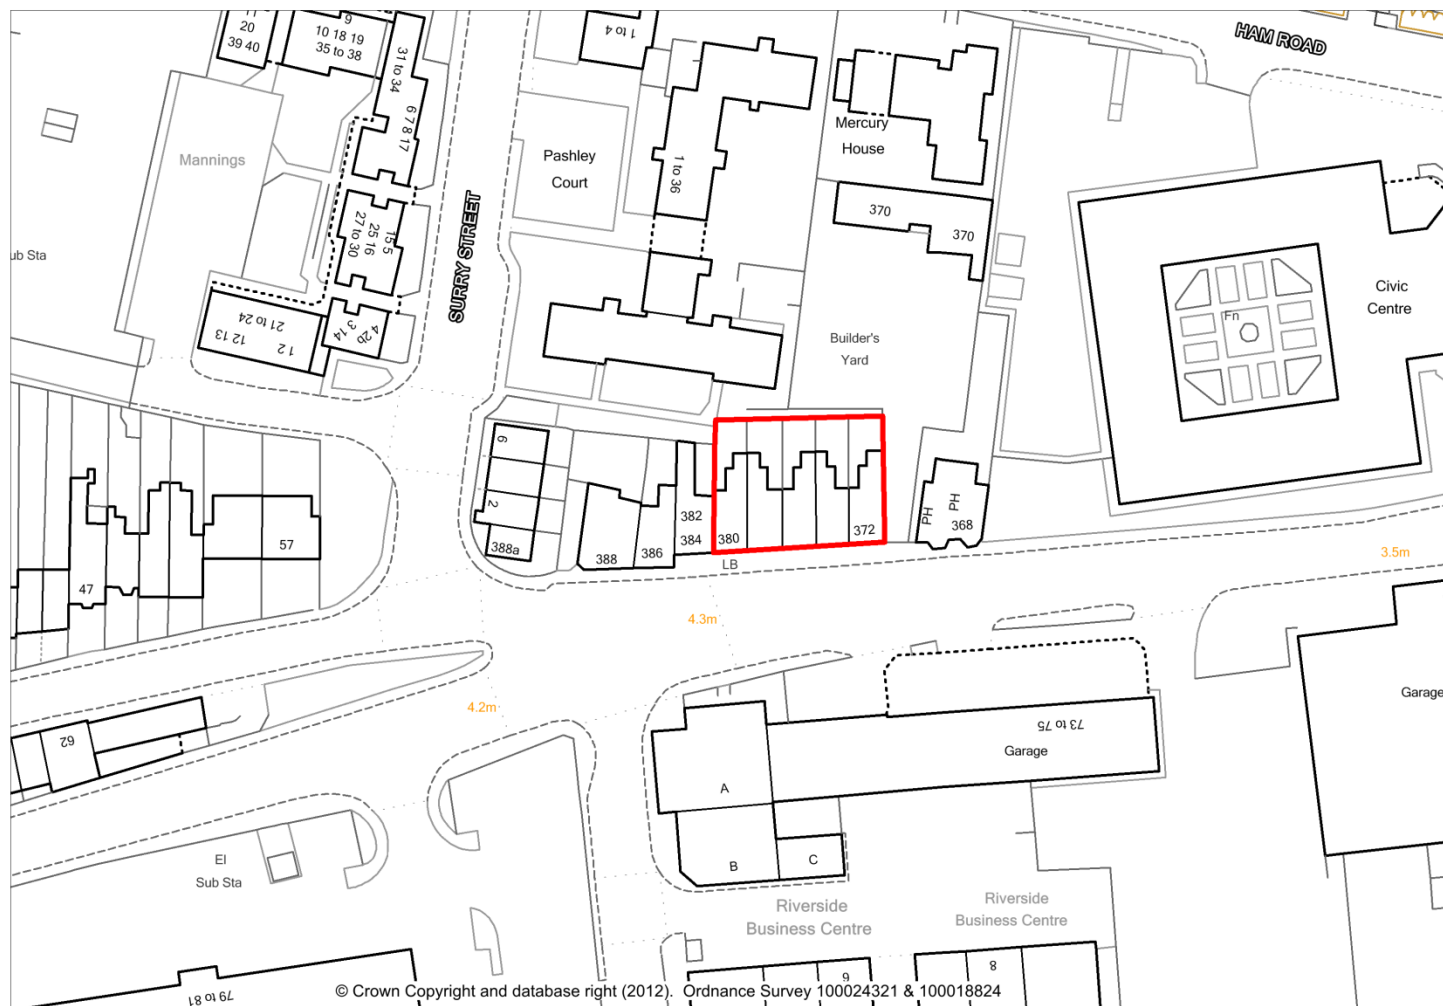 11
20
39 40
9
10 18 19
35 to 38
31 to 34
6 7 8 17
1 to 4
HAM ROAD
Mannings
Pashley
Court
1 to 36
Mercury
House
SURRY STREET
15 5
25 16
27 to 30
370
370
ub Sta
21 to 24
12 13
1 2
3 14
4 2b
Builder's
Yard
Civic
Centre
Fn
6
2
388a
388
386
382
384
380
372
PH
PH
368
LB
57
47
3.5m
4.3m
4.2m
62
73 to 75
Garage
Garage
A
B
C
El
Sub Sta
Riverside
Business Centre
Riverside
Business Centre
79 to 81
9
8
© Crown Copyright and database right (2012). Ordnance Survey 100024321 & 100018824